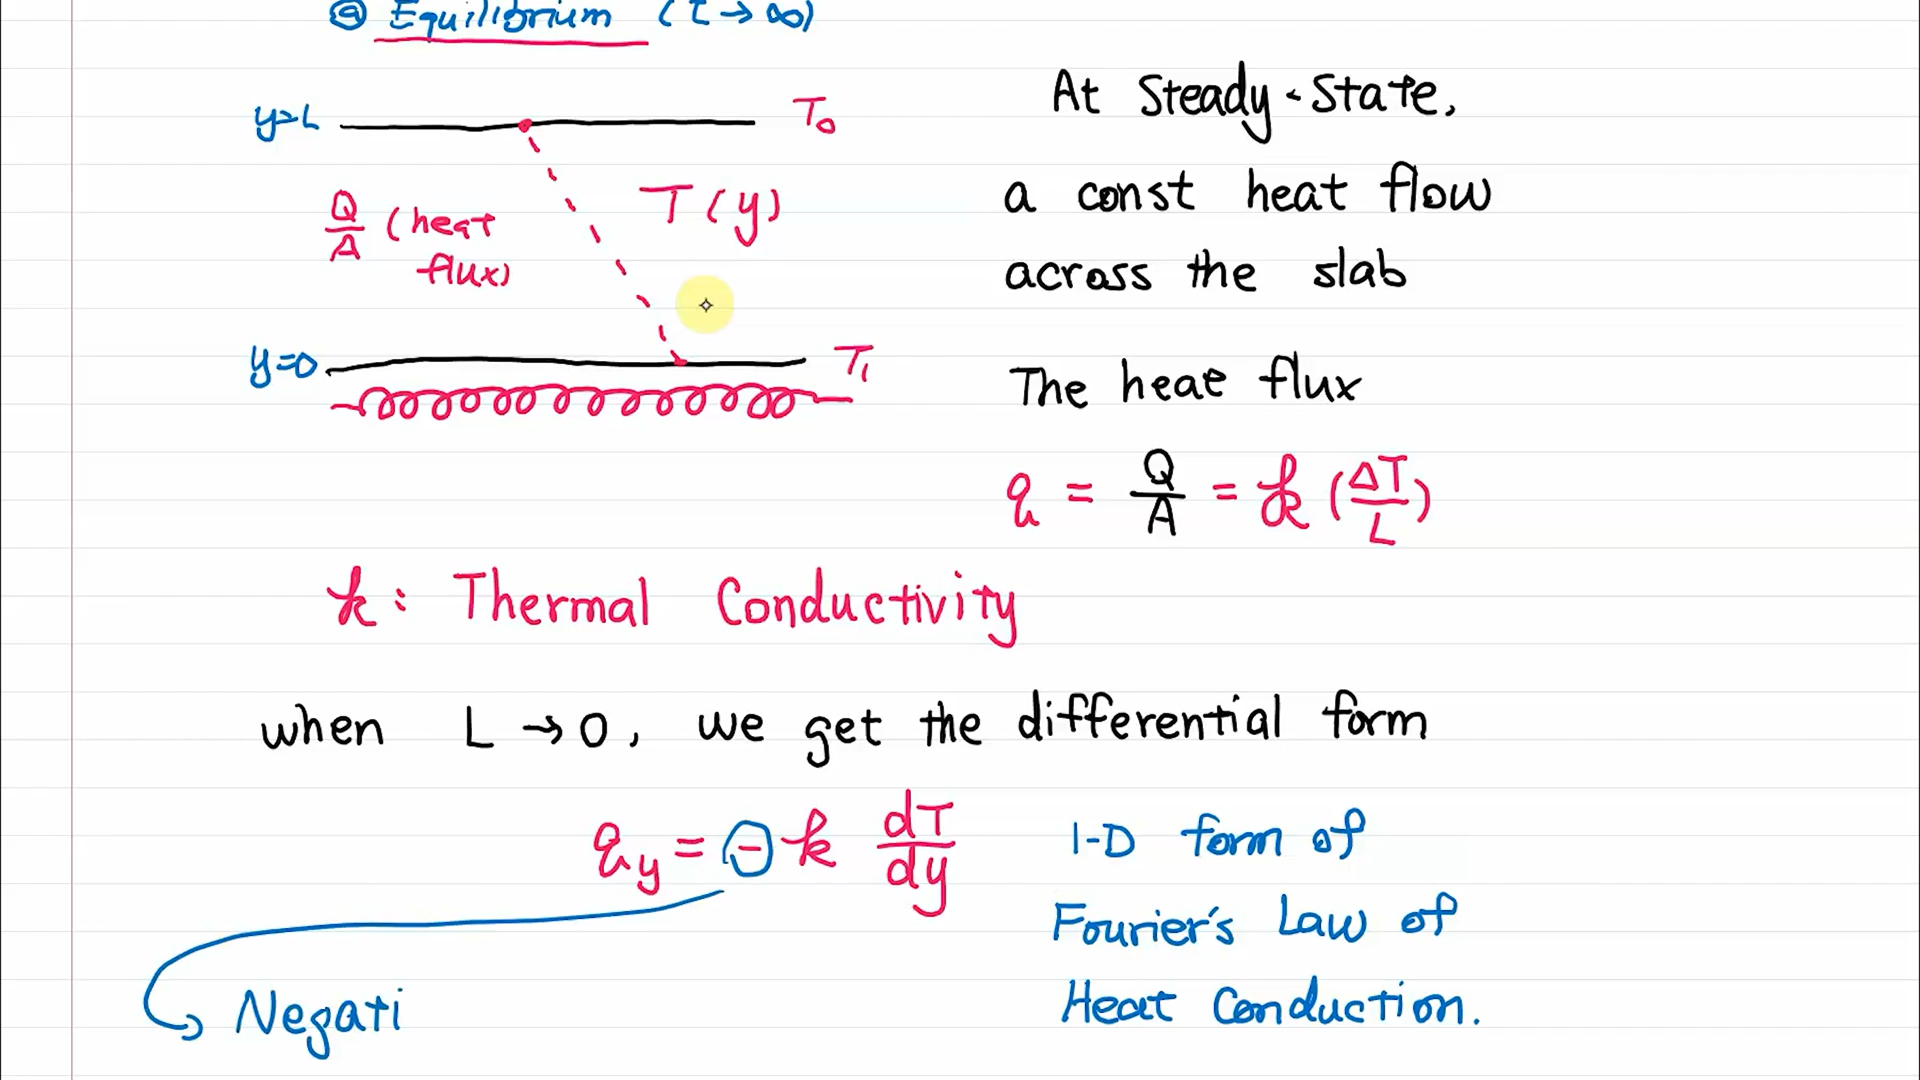 @ Equilibrium (t → ∞)
y=L
T₀
Q/A (heat flux)
T(y)
y=0
T₁
At Steady-State,
a const heat flow
across the slab
The heat flux
q = Q/A = k (ΔT/L)
k: Thermal Conductivity
when L → 0, we get the differential form
q_y = - k dT/dy
1-D form of
Fourier's Law of
Heat Conduction.
Negati